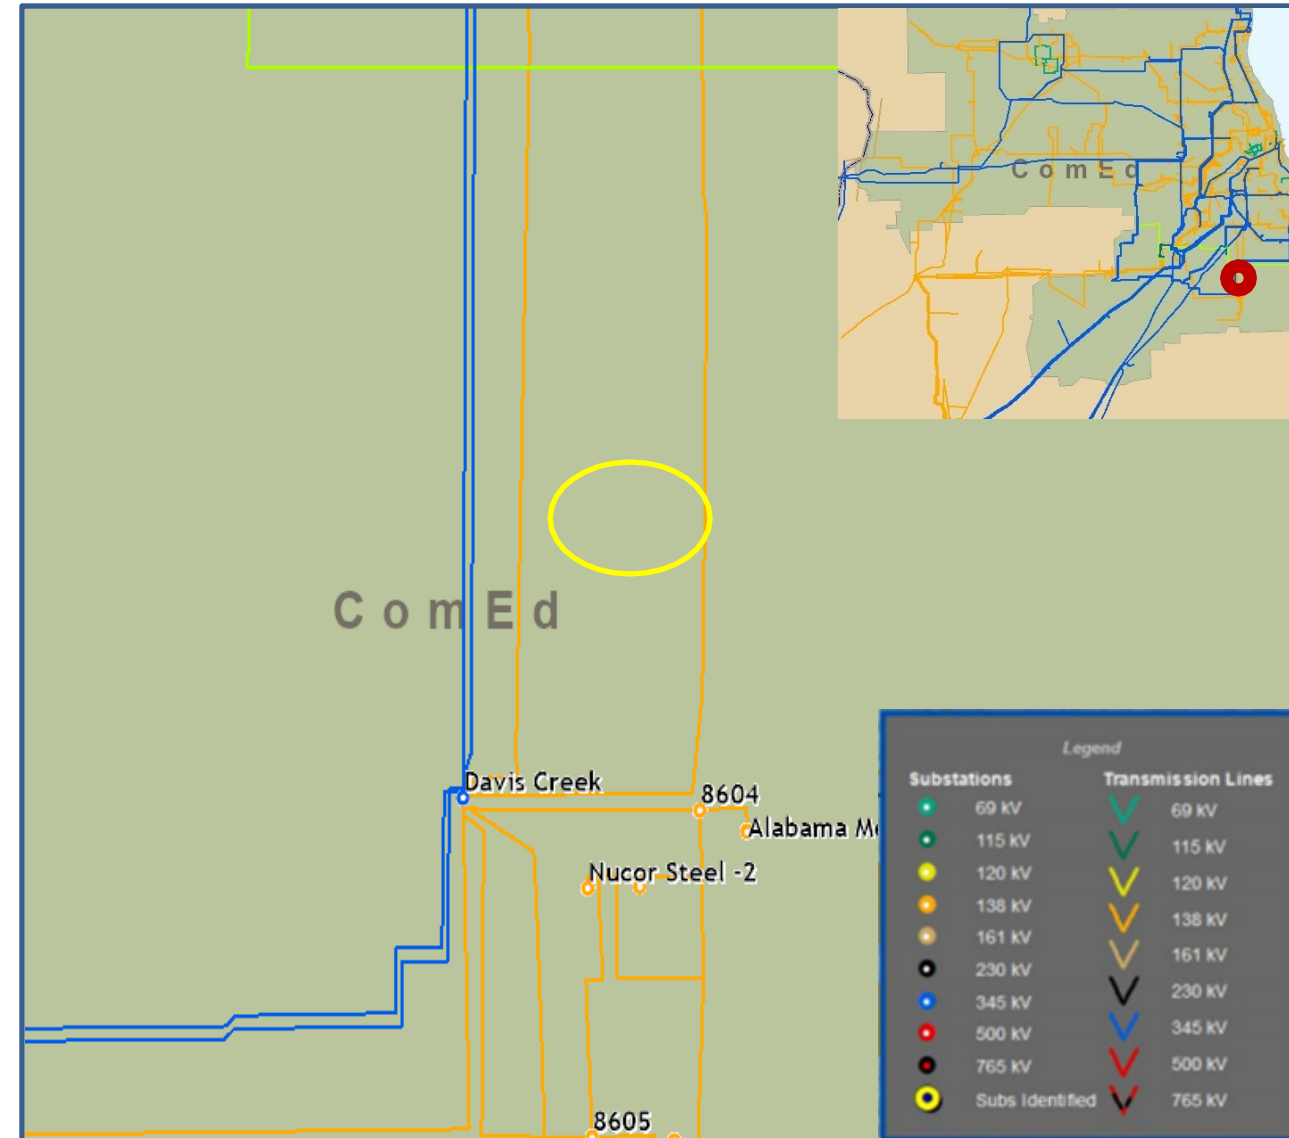 ComEd
ComEd
Davis Creek
8604
Alabama Me
Nucor Steel -2
8605
Legend
Substations Transmission Lines
69 kV 69 kV
115 kV 115 kV
120 kV 120 kV
138 kV 138 kV
161 kV 161 kV
230 kV 230 kV
345 kV 345 kV
500 kV 500 kV
765 kV 765 kV
Subs Identified